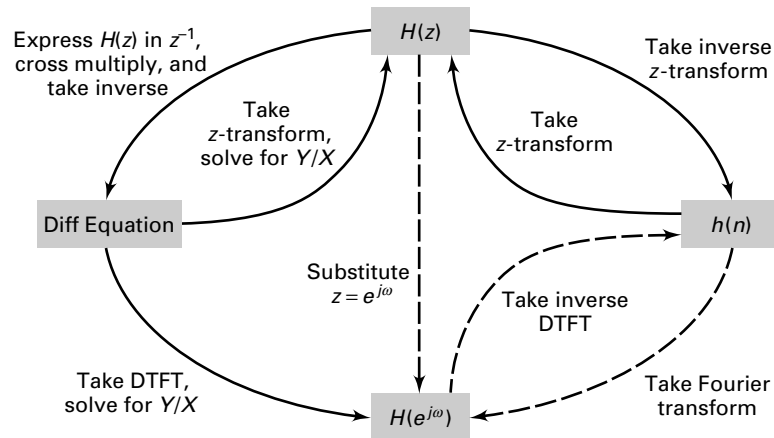 H(z)
Express H(z) in z⁻¹,
cross multiply, and
take inverse
Take inverse
z-transform
Take
z-transform,
solve for Y/X
Take
z-transform
Diff Equation
h(n)
Substitute
z = e^{jω}
Take inverse
DTFT
Take DTFT,
solve for Y/X
H(e^{jω})
Take Fourier
transform